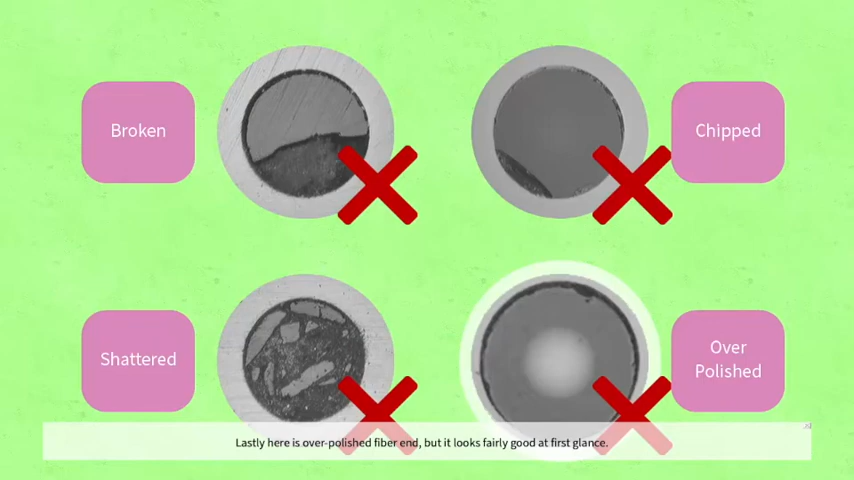 Broken
Chipped
Shattered
Over
Polished
Lastly here is over-polished fiber end, but it looks fairly good at first glance.